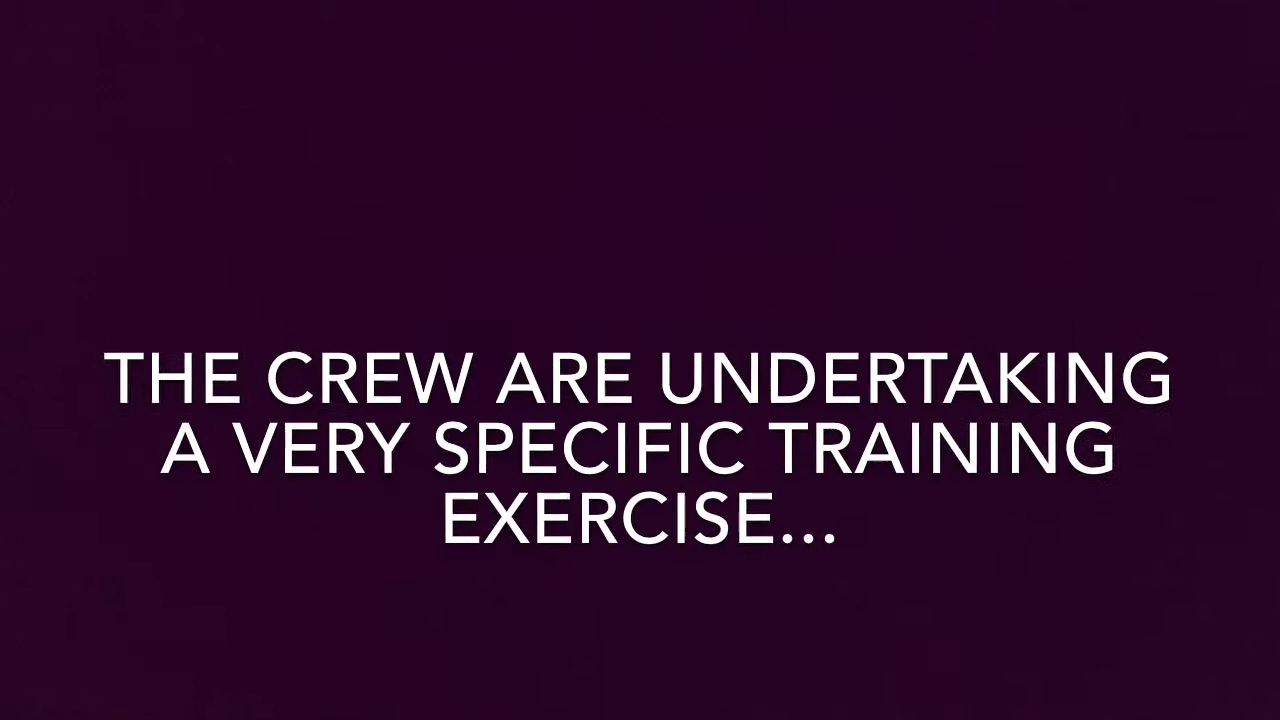 THE CREW ARE UNDERTAKING
A VERY SPECIFIC TRAINING
EXERCISE...